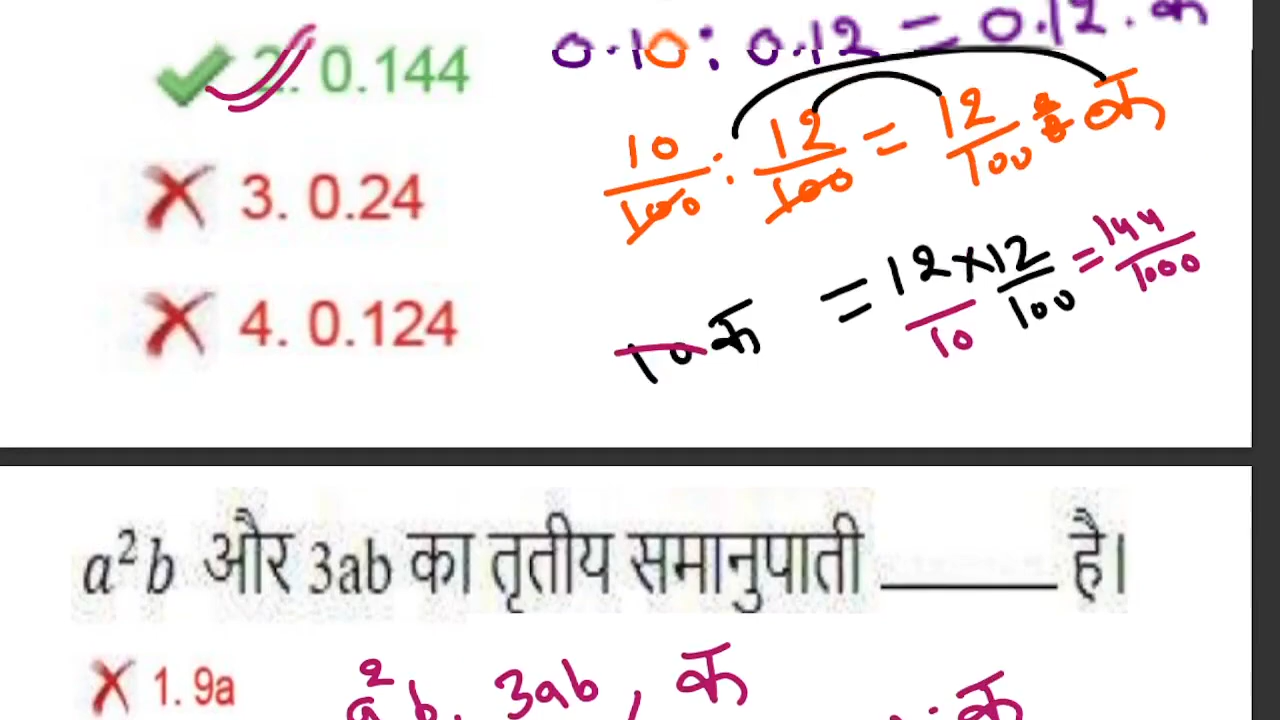 2. 0.144
0.10 : 0.12 = 0.12 : क
10/100 : 12/100 = 12/100 : क
3. 0.24
10 क = 12×12/10 100 = 144/1000
4. 0.124
a²b और 3ab का तृतीय समानुपाती ______ है।
1. 9a
a²b, 3ab, क
: क